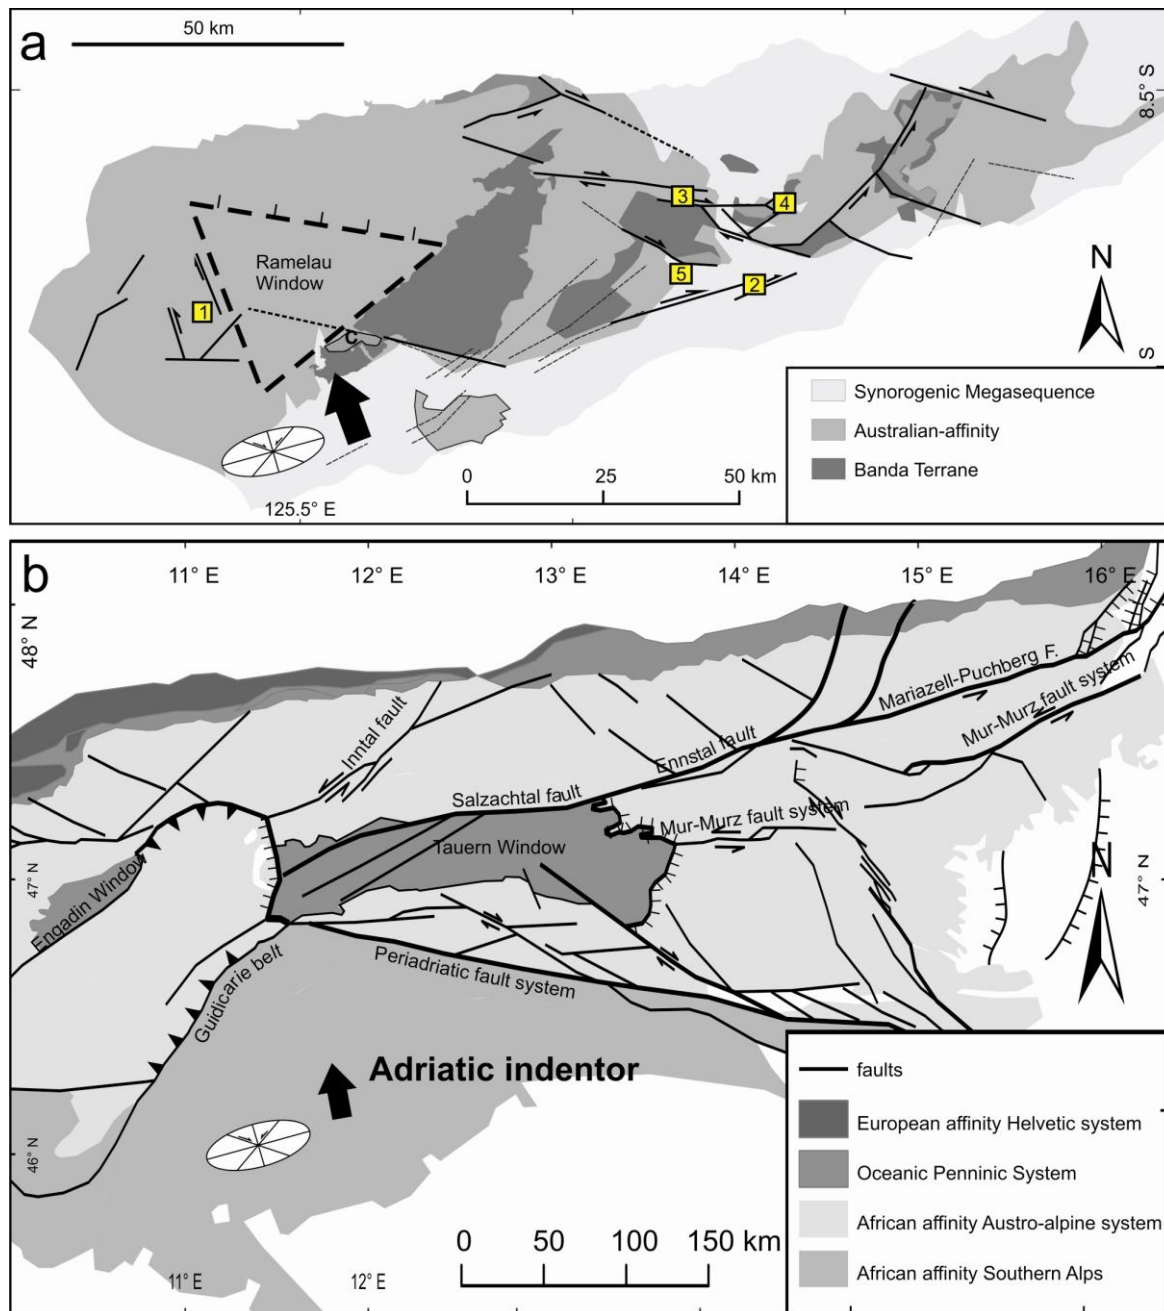 a
50 km
8.5° S
3
4
Ramelau
Window
5
2
1
N
C
S
Synorogenic Megasequence
Australian-affinity
Banda Terrane
0 25 50 km
125.5° E
b
11° E 12° E 13° E 14° E 15° E 16° E
48° N
Mariazell-Puchberg F.
Mur-Murz fault system
Inntal fault
Ennstal fault
Salzachtal fault
Mur-Murz fault system
Tauern Window
N
47° N
47° N
Engadin Window
Periadriatic fault system
Guidicarie belt
Adriatic indentor
faults
European affinity Helvetic system
46° N
Oceanic Penninic System
African affinity Austro-alpine system
0 50 100 150 km
11° E 12° E
African affinity Southern Alps